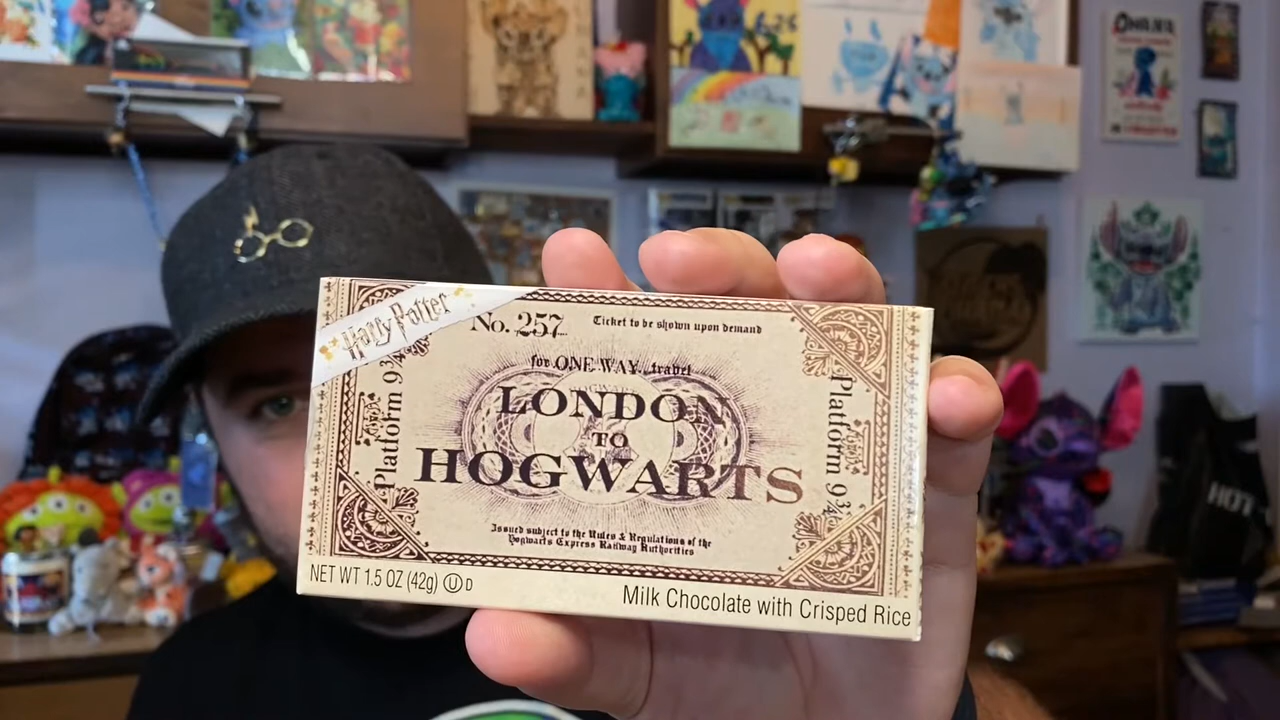 OHANA
Harry Potter
No. 257
Ticket to be shown upon demand
for ONE WAY travel
LONDON
TO
HOGWARTS
Platform 9¾
Platform 9¾
Issued subject to the Rules & Regulations of the
Hogwarts Express Railway Authorities
NET WT 1.5 OZ (42g) U D
Milk Chocolate with Crisped Rice
HOT